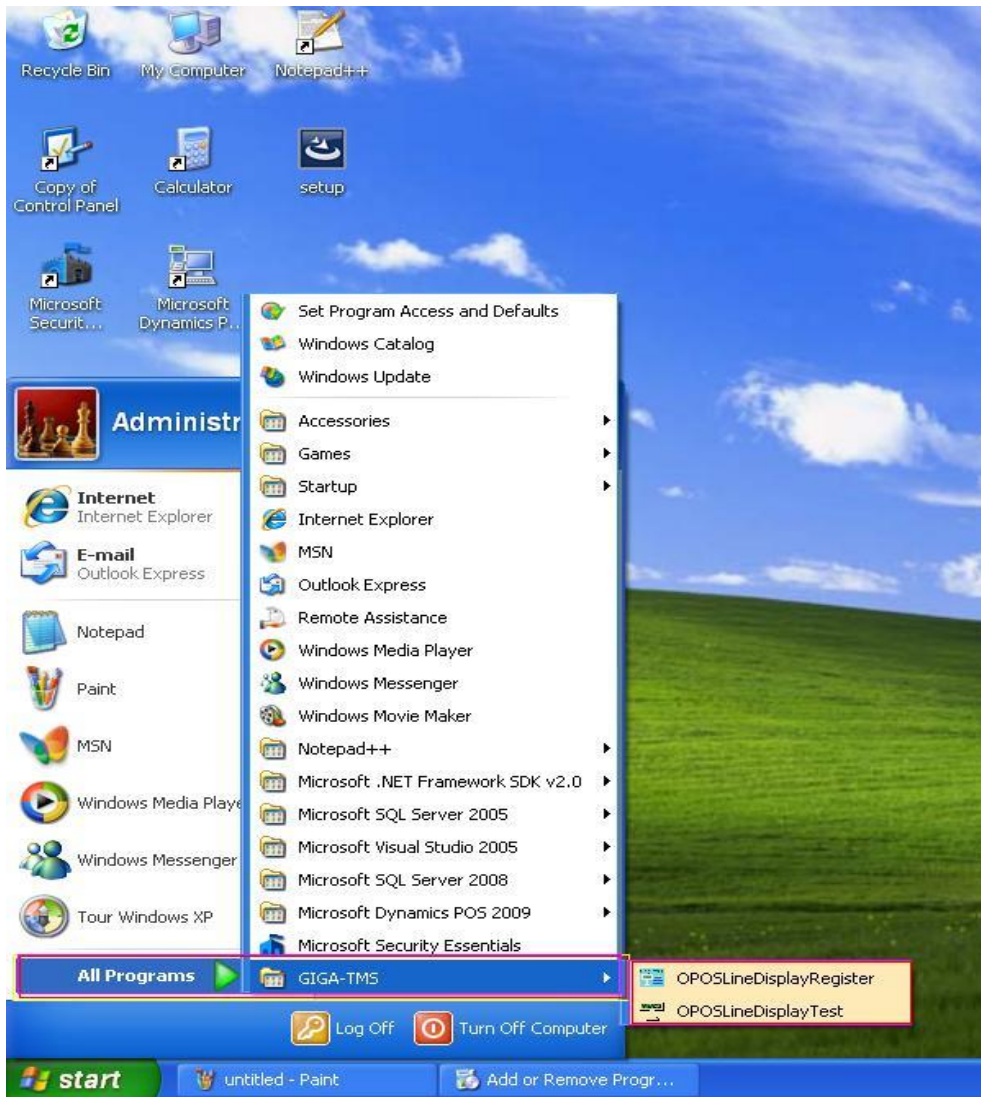 Recycle Bin
My Computer
Notepad++
Copy of
Control Panel
Calculator
setup
Microsoft
Securit...
Microsoft
Dynamics P...
Administr
Internet
Internet Explorer
E-mail
Outlook Express
Notepad
Paint
MSN
Windows Media Playe
Windows Messenger
Tour Windows XP
All Programs
Set Program Access and Defaults
Windows Catalog
Windows Update
Accessories
Games
Startup
Internet Explorer
MSN
Outlook Express
Remote Assistance
Windows Media Player
Windows Messenger
Windows Movie Maker
Notepad++
Microsoft .NET Framework SDK v2.0
Microsoft SQL Server 2005
Microsoft Visual Studio 2005
Microsoft SQL Server 2008
Microsoft Dynamics POS 2009
Microsoft Security Essentials
GIGA-TMS
OPOSLineDisplayRegister
OPOSLineDisplayTest
Log Off
Turn Off Computer
start
untitled - Paint
Add or Remove Progr...